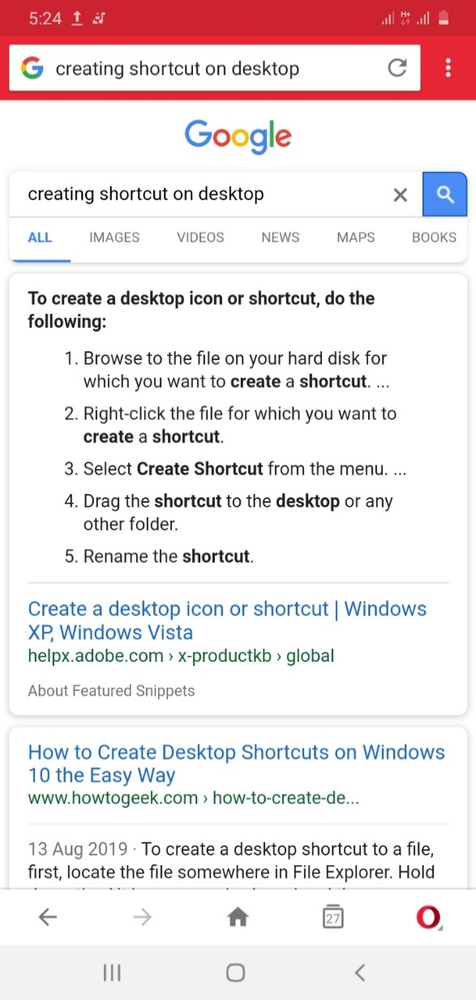 5:24
H+
creating shortcut on desktop
Google
creating shortcut on desktop
ALL IMAGES VIDEOS NEWS MAPS BOOKS
To create a desktop icon or shortcut, do the
following:
1. Browse to the file on your hard disk for
which you want to create a shortcut. ...
2. Right-click the file for which you want to
create a shortcut.
3. Select Create Shortcut from the menu. ...
4. Drag the shortcut to the desktop or any
other folder.
5. Rename the shortcut.
Create a desktop icon or shortcut | Windows
XP, Windows Vista
helpx.adobe.com › x-productkb › global
About Featured Snippets
How to Create Desktop Shortcuts on Windows
10 the Easy Way
www.howtogeek.com › how-to-create-de...
13 Aug 2019 · To create a desktop shortcut to a file,
first, locate the file somewhere in File Explorer. Hold
27